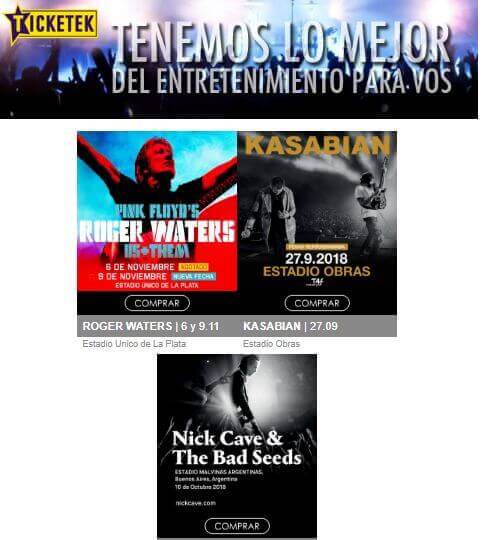 TICKETEK
TENEMOS LO MEJOR
DEL ENTRETENIMIENTO PARA VOS
PINK FLOYD'S
ROGER WATERS
US+THEM
6 DE NOVIEMBRE AGOTADO
9 DE NOVIEMBRE NUEVA FECHA
ESTADIO UNICO DE LA PLATA
COMPRAR
ROGER WATERS | 6 y 9.11
Estadio Unico de La Plata
KASABIAN
27.9.2018
ESTADIO OBRAS
COMPRAR
KASABIAN | 27.09
Estadio Obras
Nick Cave &
The Bad Seeds
ESTADIO MALVINAS ARGENTINAS,
Buenos Aires, Argentina
10 de Octubre 2018
nickcave.com
COMPRAR